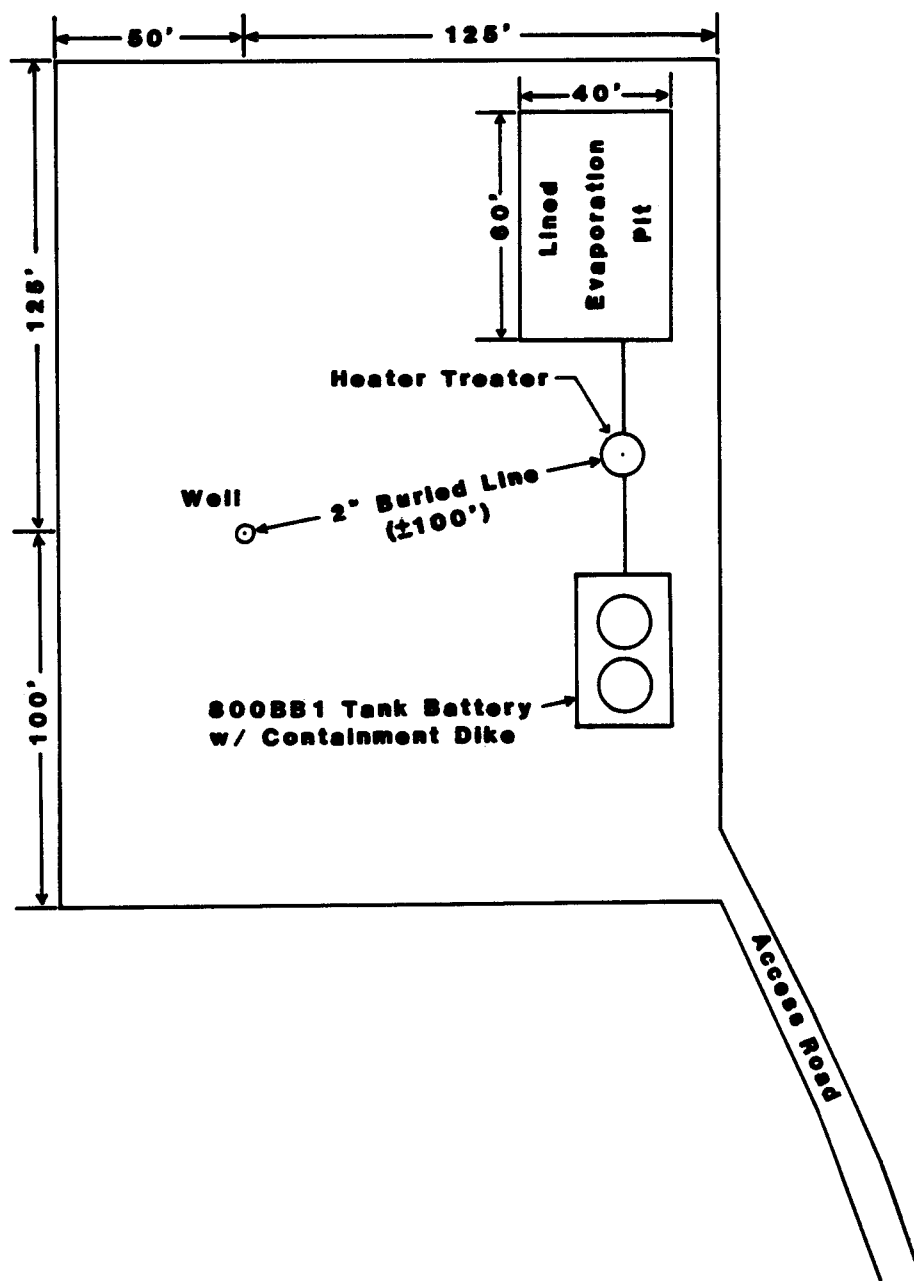 50'
125'
40'
60'
Lined
Evaporation
Pit
125'
Heater Treater
2" Buried Line
(±100')
Well
100'
800BB1 Tank Battery
w/ Containment Dike
Access Road